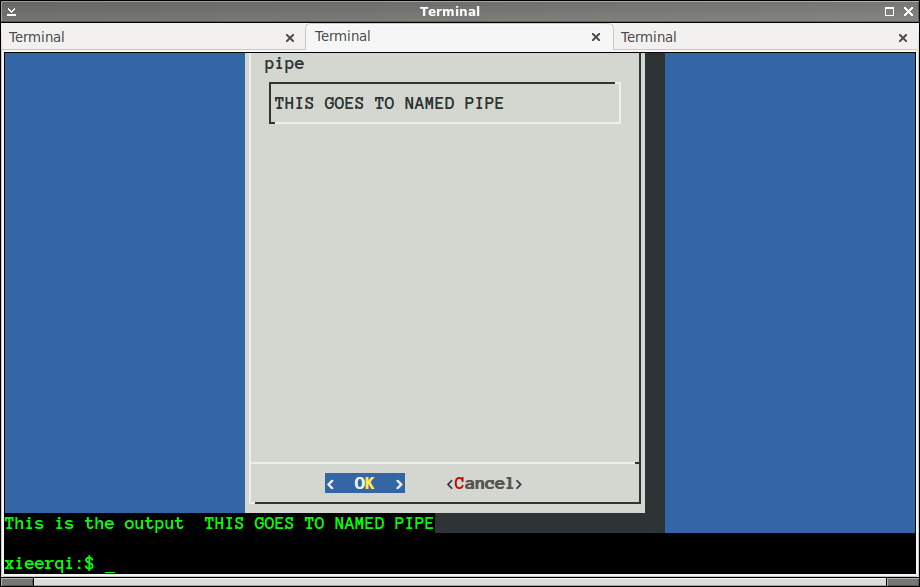 Terminal
Terminal
Terminal
Terminal
pipe
THIS GOES TO NAMED PIPE
< OK > <Cancel>
This is the output  THIS GOES TO NAMED PIPE
xieerqi:$ _